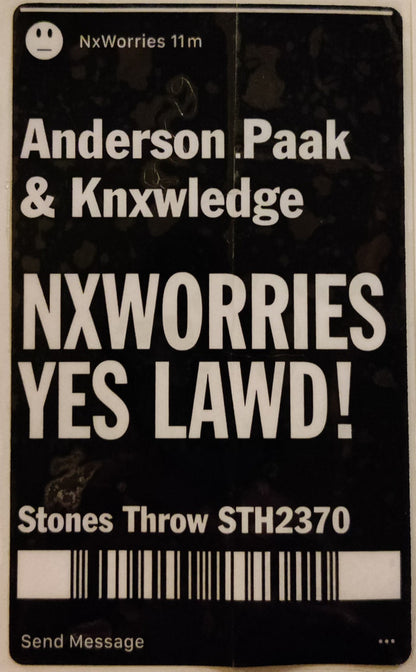 NxWorries 11m
Anderson .Paak
& Knxwledge
NXWORRIES
YES LAWD!
Stones Throw STH2370
Send Message